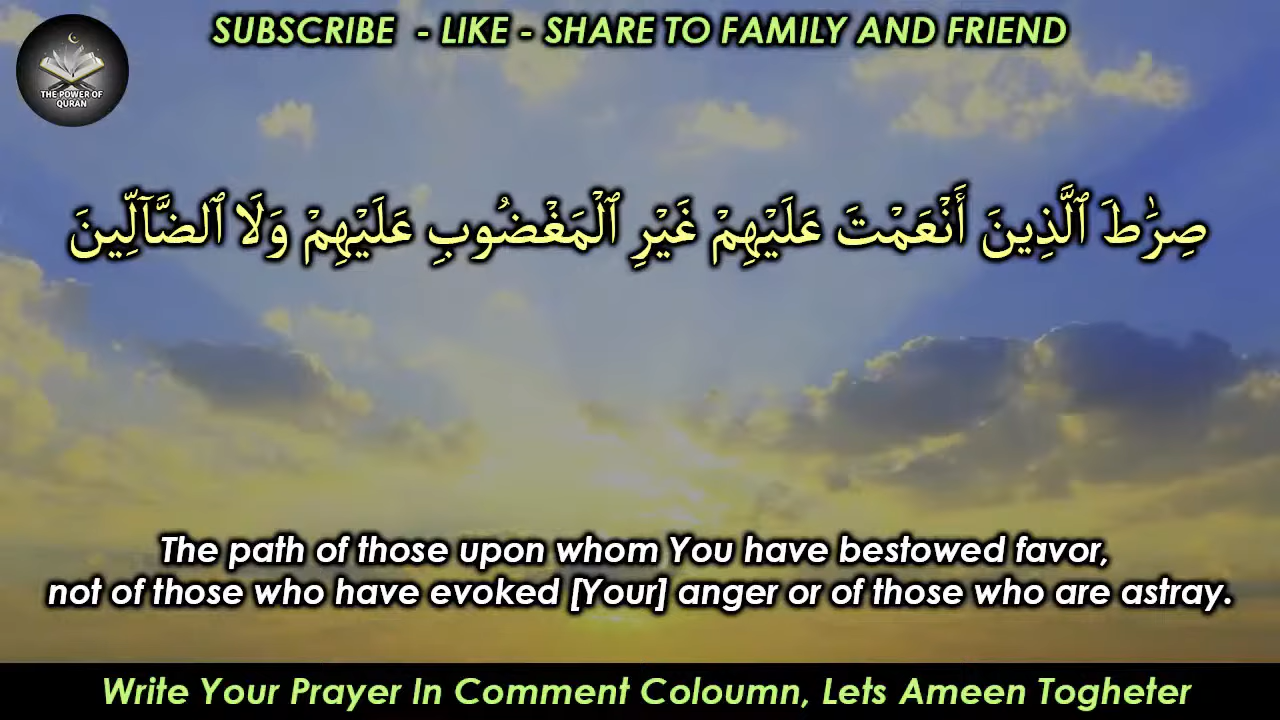 SUBSCRIBE - LIKE - SHARE TO FAMILY AND FRIEND
THE POWER OF
QURAN
صِرَٰطَ ٱلَّذِينَ أَنْعَمْتَ عَلَيْهِمْ غَيْرِ ٱلْمَغْضُوبِ عَلَيْهِمْ وَلَا ٱلضَّآلِّينَ
The path of those upon whom You have bestowed favor,
not of those who have evoked [Your] anger or of those who are astray.
Write Your Prayer In Comment Coloumn, Lets Ameen Togheter